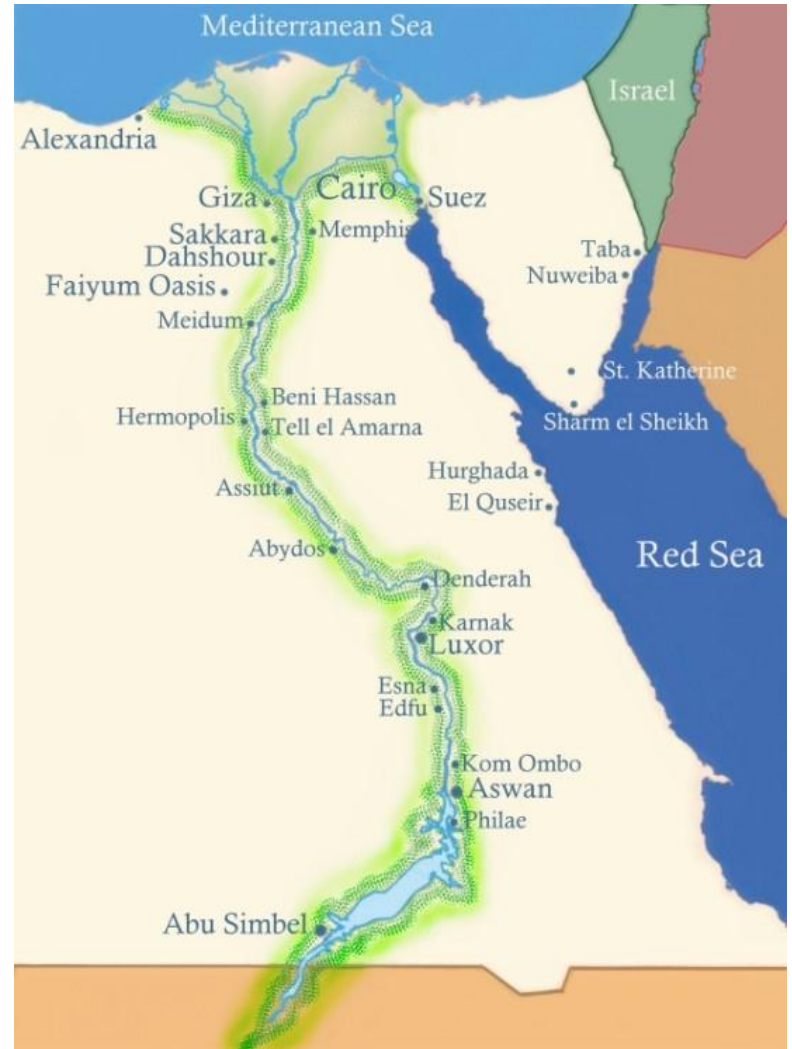 Mediterranean Sea
Israel
Alexandria
Giza
Cairo
Suez
Sakkara
Memphis
Dahshour
Taba
Nuweiba
Faiyum Oasis
Meidum
St. Katherine
Beni Hassan
Hermopolis
Tell el Amarna
Sharm el Sheikh
Hurghada
Assiut
El Quseir
Abydos
Red Sea
Denderah
Karnak
Luxor
Esna
Edfu
Kom Ombo
Aswan
Philae
Abu Simbel